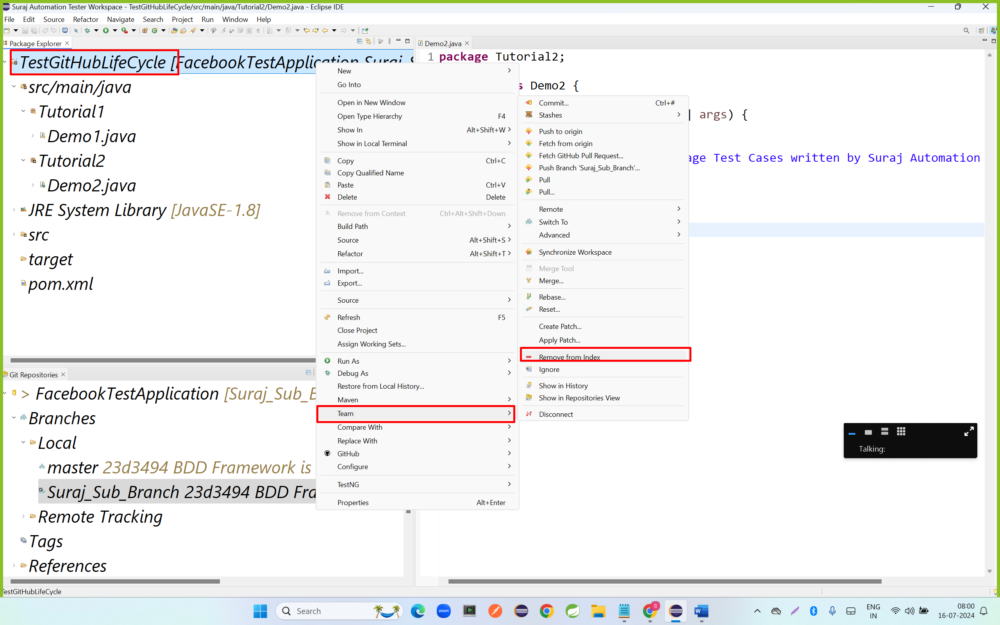 Suraj Automation Tester Workspace - TestGitHubLifeCycle/src/main/java/Tutorial2/Demo2.java - Eclipse IDE
File Edit Source Refactor Navigate Search Project Run Window Help
Package Explorer
TestGitHubLifeCycle [FacebookTestApplication Suraj_S
src/main/java
Tutorial1
Demo1.java
Tutorial2
Demo2.java
JRE System Library [JavaSE-1.8]
src
target
pom.xml
Git Repositories
> FacebookTestApplication [Suraj_Sub_B
Branches
Local
master 23d3494 BDD Framework is
Suraj_Sub_Branch 23d3494 BDD Fra
Remote Tracking
Tags
References
New
Go Into
Open in New Window
Open Type Hierarchy F4
Show In Alt+Shift+W
Show in Local Terminal
Copy Ctrl+C
Copy Qualified Name
Paste Ctrl+V
Delete Delete
Remove from Context Ctrl+Alt+Shift+Down
Build Path
Source Alt+Shift+S
Refactor Alt+Shift+T
Import...
Export...
Source
Refresh F5
Close Project
Assign Working Sets...
Run As
Debug As
Restore from Local History...
Maven
Team
Compare With
Replace With
GitHub
Configure
TestNG
Properties Alt+Enter
Commit... Ctrl+#
Stashes
Push to origin
Fetch from origin
Fetch GitHub Pull Request...
Push Branch 'Suraj_Sub_Branch'...
Pull
Pull...
Remote
Switch To
Advanced
Synchronize Workspace
Merge Tool
Merge...
Rebase...
Reset...
Create Patch...
Apply Patch...
Remove from Index
Ignore
Show in History
Show in Repositories View
Disconnect
Demo2.java
1 package Tutorial2;
s Demo2 {
args) {
age Test Cases written by Suraj Automation
Talking:
TestGitHubLifeCycle
Search
zoom
S
W
ENG
IN
08:00
16-07-2024